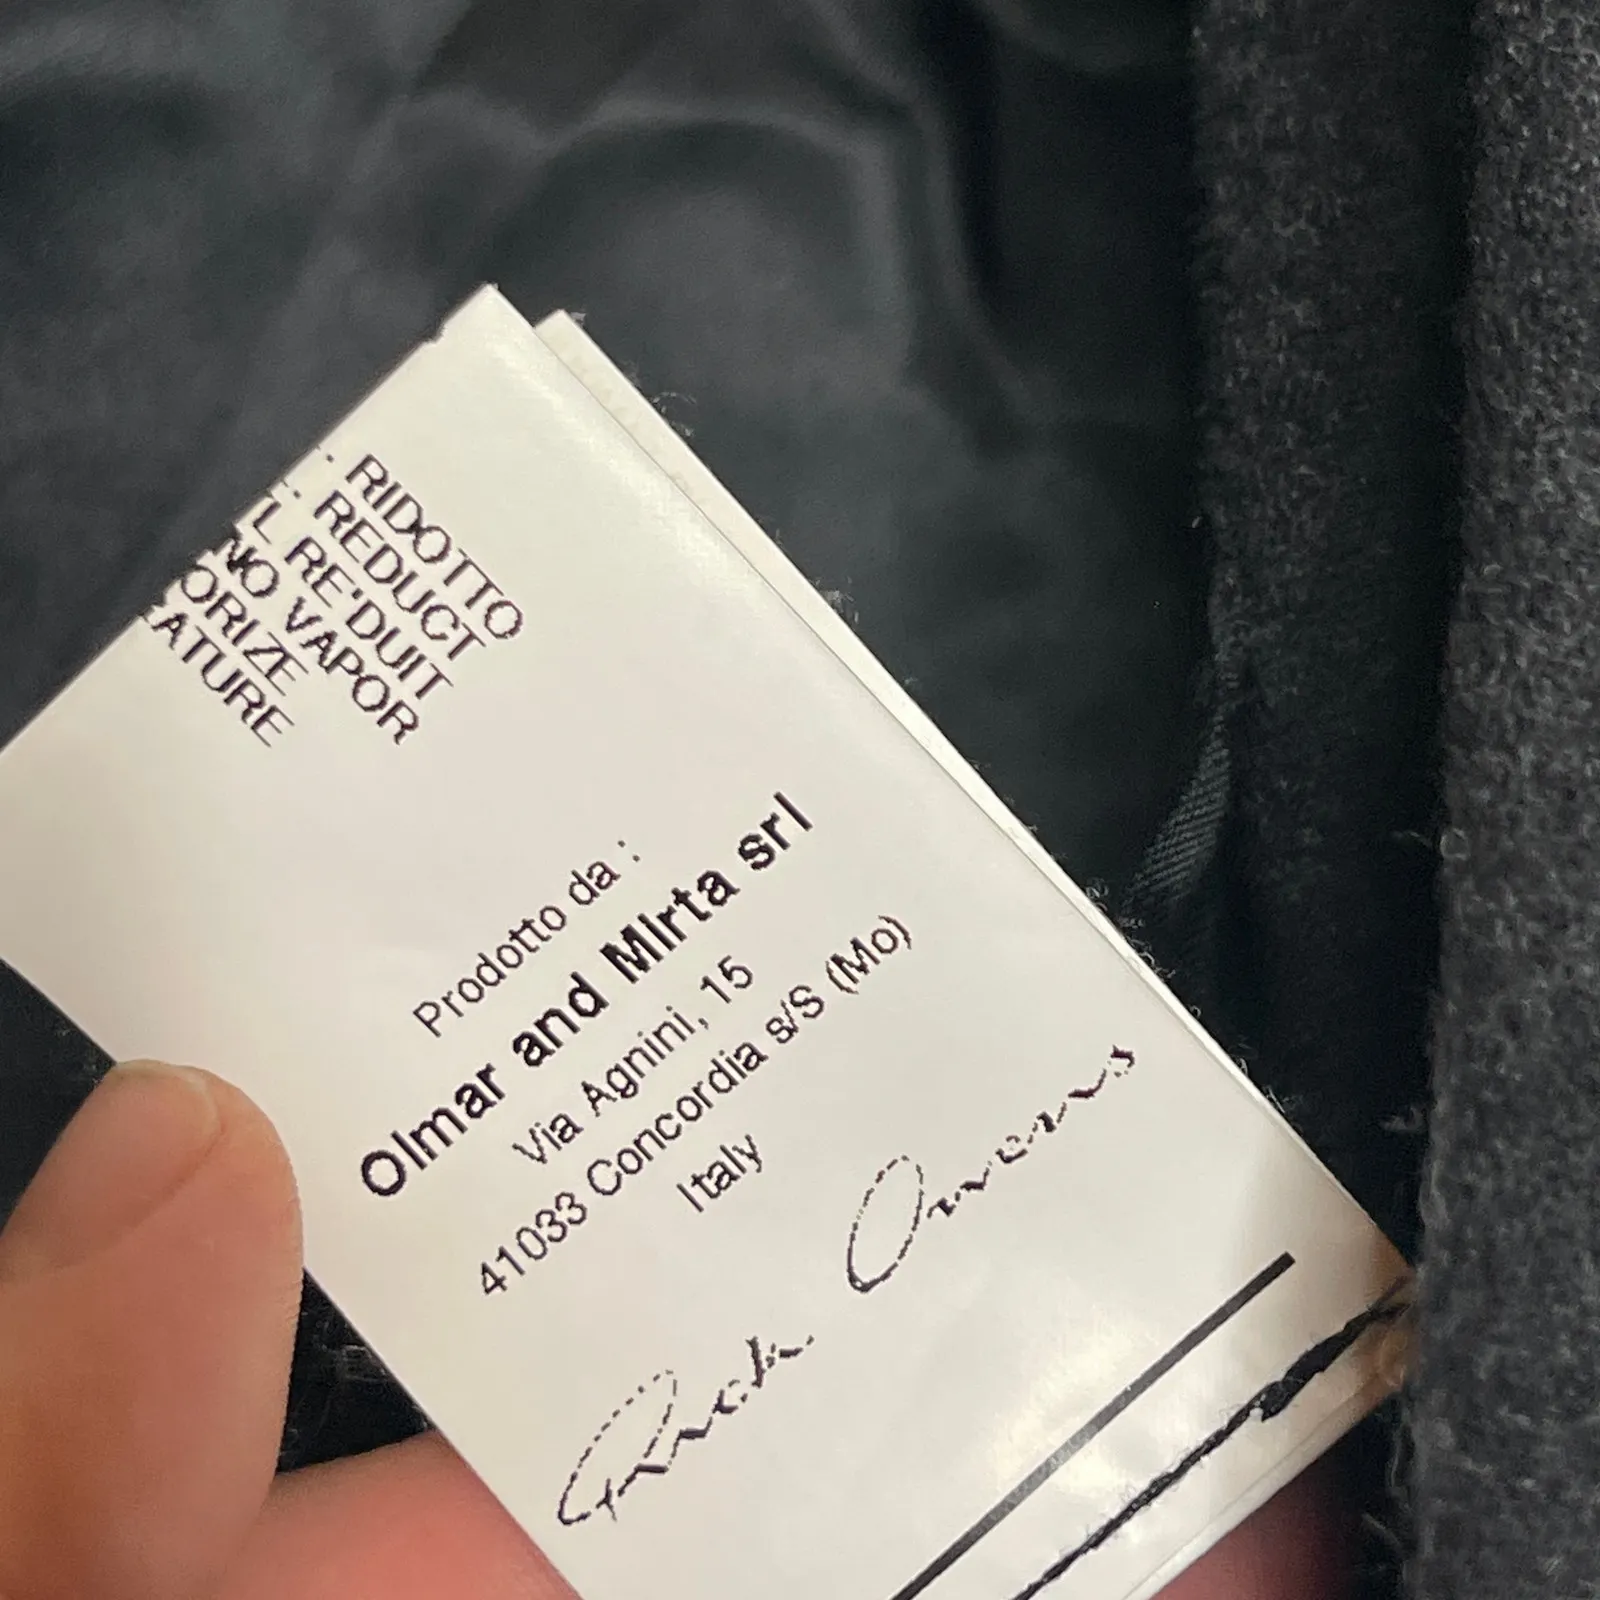 RIDOTTO
REDUCT
L RE'DUIT
NO VAPOR
ORIZE
EATURE
Prodotto da :
Olmar and MIrta srl
Via Agnini, 15
41033 Concordia s/S (Mo)
Italy
Rick Owens